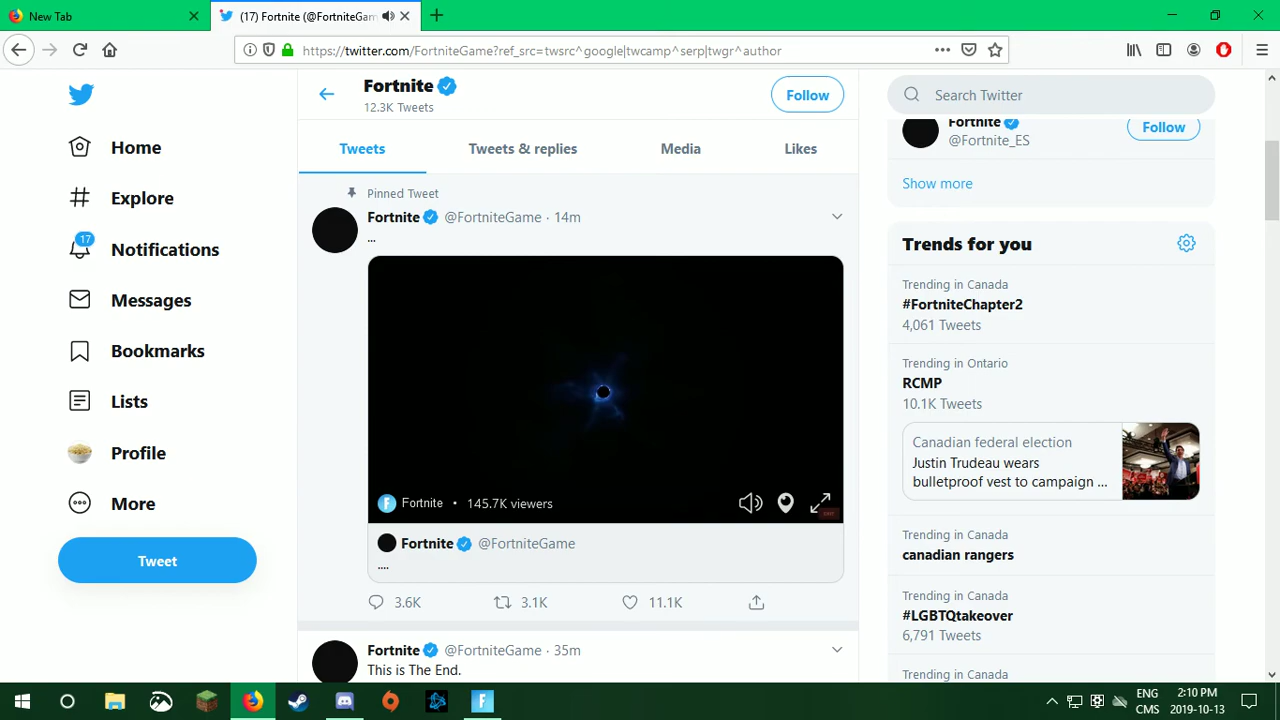 New Tab
(17) Fortnite (@FortniteGam
https://twitter.com/FortniteGame?ref_src=twsrc^google|twcamp^serp|twgr^author
Home
Explore
17
Notifications
Messages
Bookmarks
Lists
Profile
More
Tweet
Fortnite
12.3K Tweets
Follow
Tweets
Tweets & replies
Media
Likes
Pinned Tweet
Fortnite @FortniteGame · 14m
...
Fortnite • 145.7K viewers
Fortnite @FortniteGame
....
3.6K
3.1K
11.1K
Fortnite @FortniteGame · 35m
This is The End.
Search Twitter
Fortnite
@Fortnite_ES
Follow
Show more
Trends for you
Trending in Canada
#FortniteChapter2
4,061 Tweets
Trending in Ontario
RCMP
10.1K Tweets
Canadian federal election
Justin Trudeau wears
bulletproof vest to campaign ...
Trending in Canada
canadian rangers
Trending in Canada
#LGBTQtakeover
6,791 Tweets
Trending in Canada
ENG
CMS
2:10 PM
2019-10-13